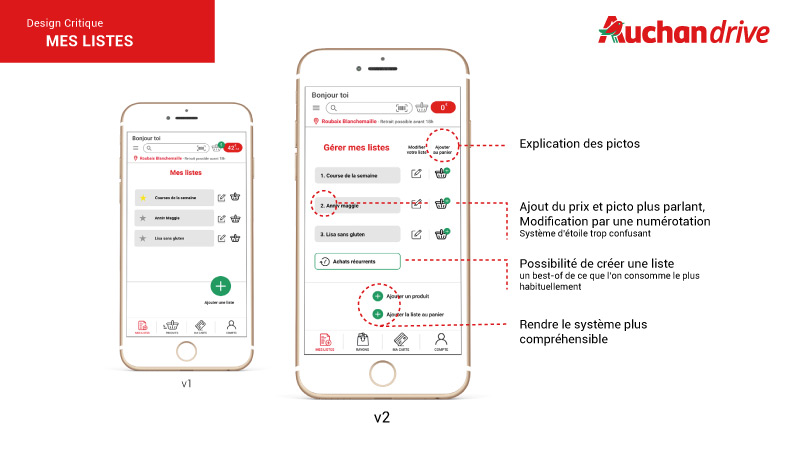 Design Critique
MES LISTES
Auchan drive
Bonjour toi
42€
Roubaix Blanchemaille - Retrait possible avant 18h
Mes listes
Courses de la semaine
Anniv Maggie
Lisa sans gluten
Ajouter une liste
MES LISTES
PRODUITS
MA CARTE
COMPTE
v1
Bonjour toi
0€
Roubaix Blanchemaille - Retrait possible avant 18h
Gérer mes listes
Modifier
votre liste
Ajouter
au panier
1. Course de la semaine
2. Anniv maggie
3. Lisa sans gluten
Achats récurrents
Ajouter un produit
Ajouter la liste au panier
MES LISTES
RAYONS
MA CARTE
COMPTE
v2
Explication des pictos
Ajout du prix et picto plus parlant,
Modification par une numérotation
Système d'étoile trop confusant
Possibilité de créer une liste
un best-of de ce que l'on consomme le plus
habituellement
Rendre le système plus
compréhensible